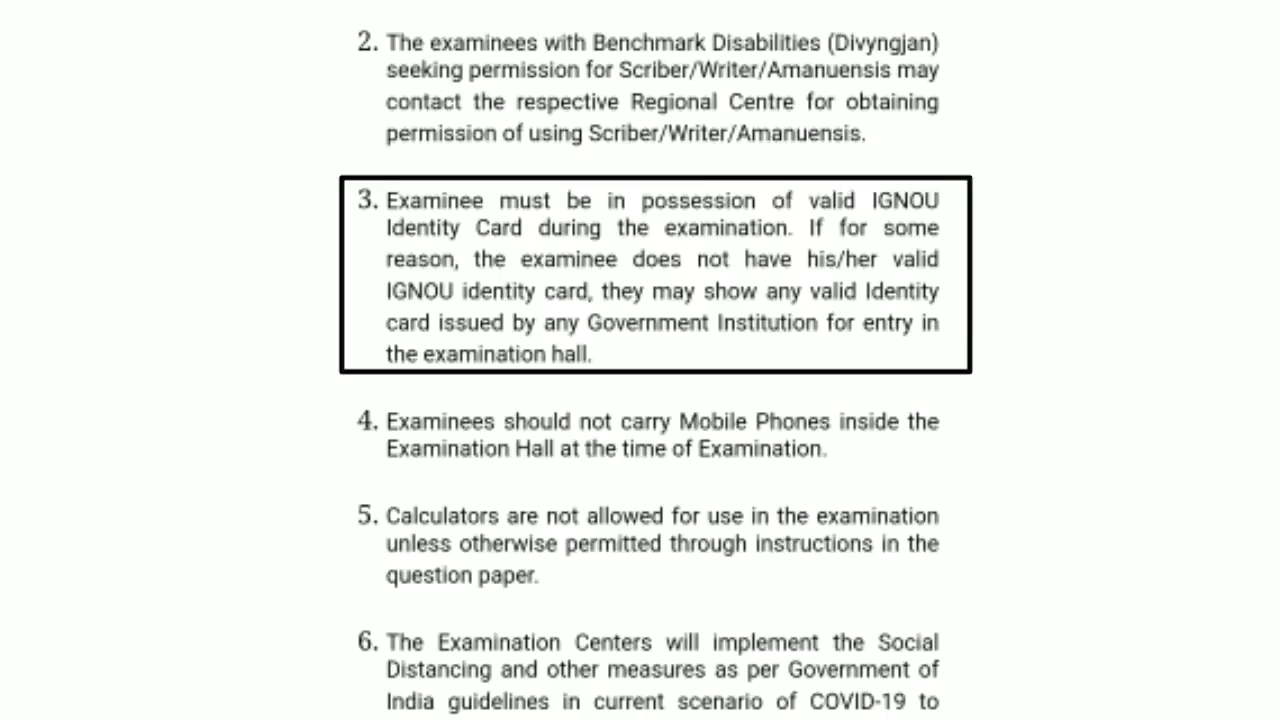 2. The examinees with Benchmark Disabilities (Divyngjan)
seeking permission for Scriber/Writer/Amanuensis may
contact the respective Regional Centre for obtaining
permission of using Scriber/Writer/Amanuensis.
3. Examinee must be in possession of valid IGNOU
Identity Card during the examination. If for some
reason, the examinee does not have his/her valid
IGNOU identity card, they may show any valid Identity
card issued by any Government Institution for entry in
the examination hall.
4. Examinees should not carry Mobile Phones inside the
Examination Hall at the time of Examination.
5. Calculators are not allowed for use in the examination
unless otherwise permitted through instructions in the
question paper.
6. The Examination Centers will implement the Social
Distancing and other measures as per Government of
India guidelines in current scenario of COVID-19 to